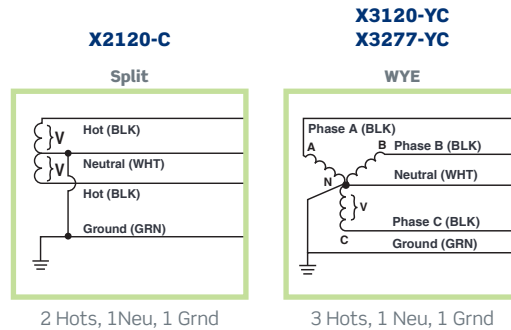 X2120-C
Split
V
Hot (BLK)
V
Neutral (WHT)
Hot (BLK)
Ground (GRN)
2 Hots, 1Neu, 1 Grnd
X3120-YC
X3277-YC
WYE
Phase A (BLK)
A
B
Phase B (BLK)
N
Neutral (WHT)
V
Phase C (BLK)
C
Ground (GRN)
3 Hots, 1 Neu, 1 Grnd